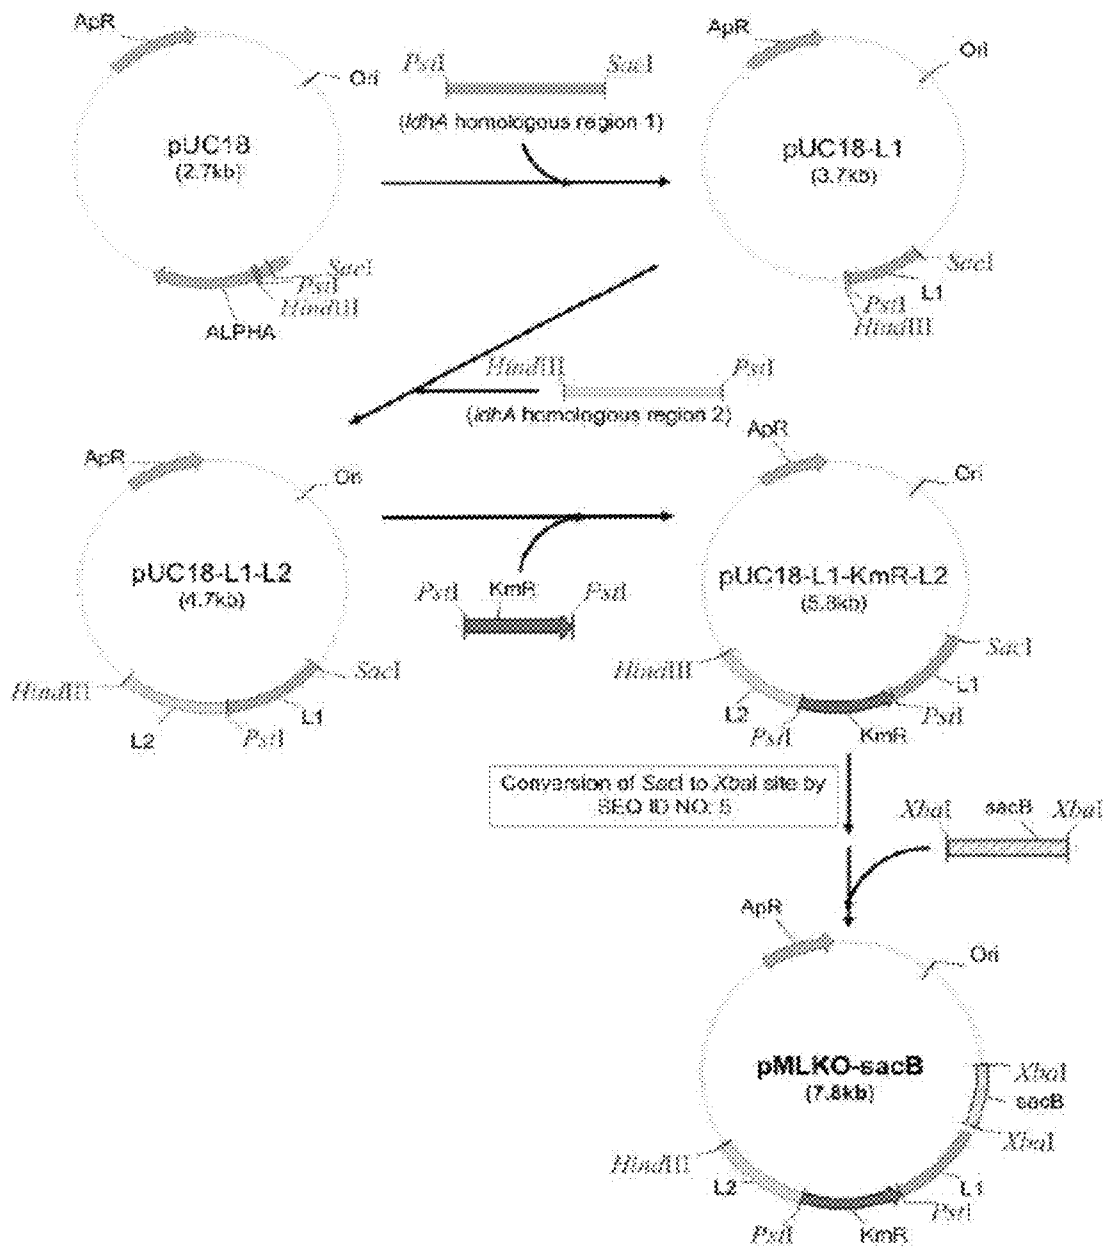 ApR
Ori
pUC18
(2.7kb)
SacI
PstI
HindIII
ALPHA
PstI
SacI
(ldhA homologous region 1)
ApR
Ori
pUC18-L1
(3.7kb)
SacI
L1
PstI
HindIII
HindIII
PstI
(ldhA homologous region 2)
ApR
Ori
pUC18-L1-L2
(4.7kb)
HindIII
L2
PstI
L1
SacI
PstI
KmR
PstI
ApR
Ori
pUC18-L1-KmR-L2
HindIII
L2
PstI
KmR
PstI
L1
SacI
Conversion of SacI to XbaI site by
SEQ ID NO:
XbaI
sacB
XbaI
ApR
Ori
pMLKO-sacB
(7.8kb)
XbaI
sacB
XbaI
HindIII
L2
PstI
KmR
PstI
L1